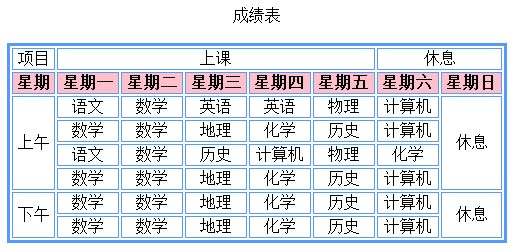 成绩表
项目 上课 休息
星期 星期一 星期二 星期三 星期四 星期五 星期六 星期日
上午 语文 数学 英语 英语 物理 计算机 休息
数学 数学 地理 化学 历史 计算机
语文 数学 历史 计算机 物理 化学
数学 数学 地理 化学 历史 计算机
下午 数学 数学 地理 化学 历史 计算机 休息
数学 数学 地理 化学 历史 计算机